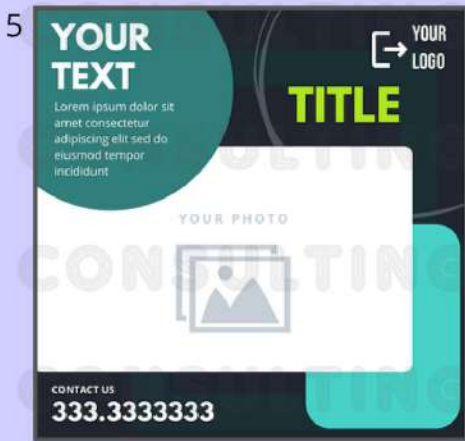 5
YOUR
TEXT
Lorem ipsum dolor sit
amet consectetur
adipiscing elit sed do
eiusmod tempor
incididunt
YOUR
LOGO
TITLE
YOUR PHOTO
CONSULTING
CONTACT US
333.3333333
CONSULTING